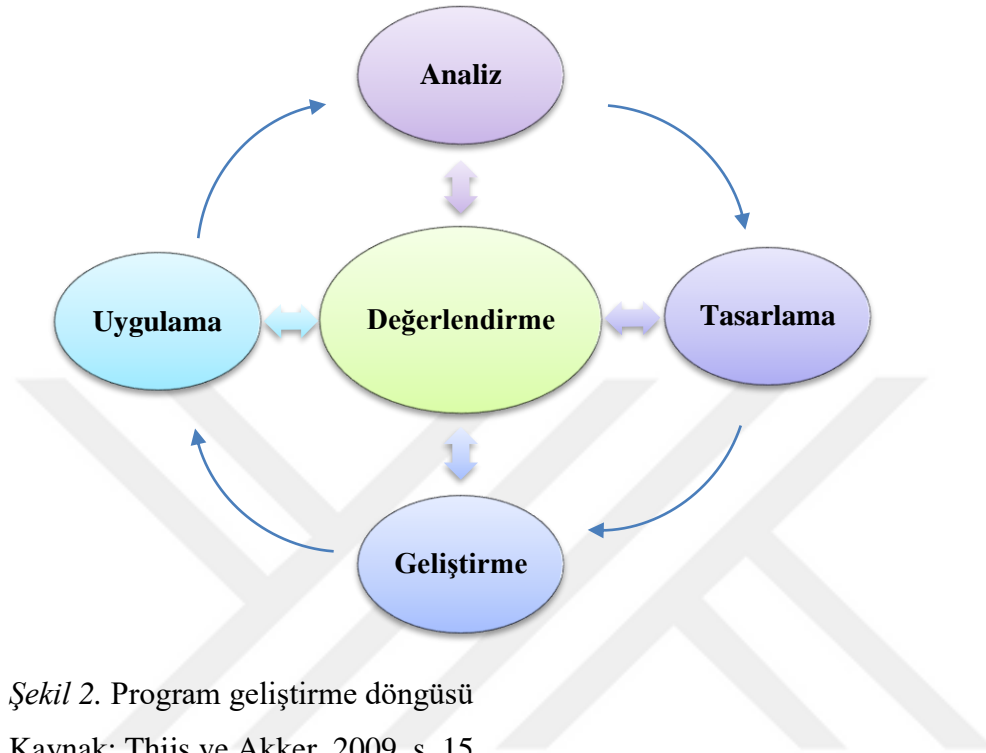 Analiz
Uygulama
Değerlendirme
Tasarlama
Geliştirme
Şekil 2. Program geliştirme döngüsü
Kaynak: Thijs ve Akker, 2009, s. 15